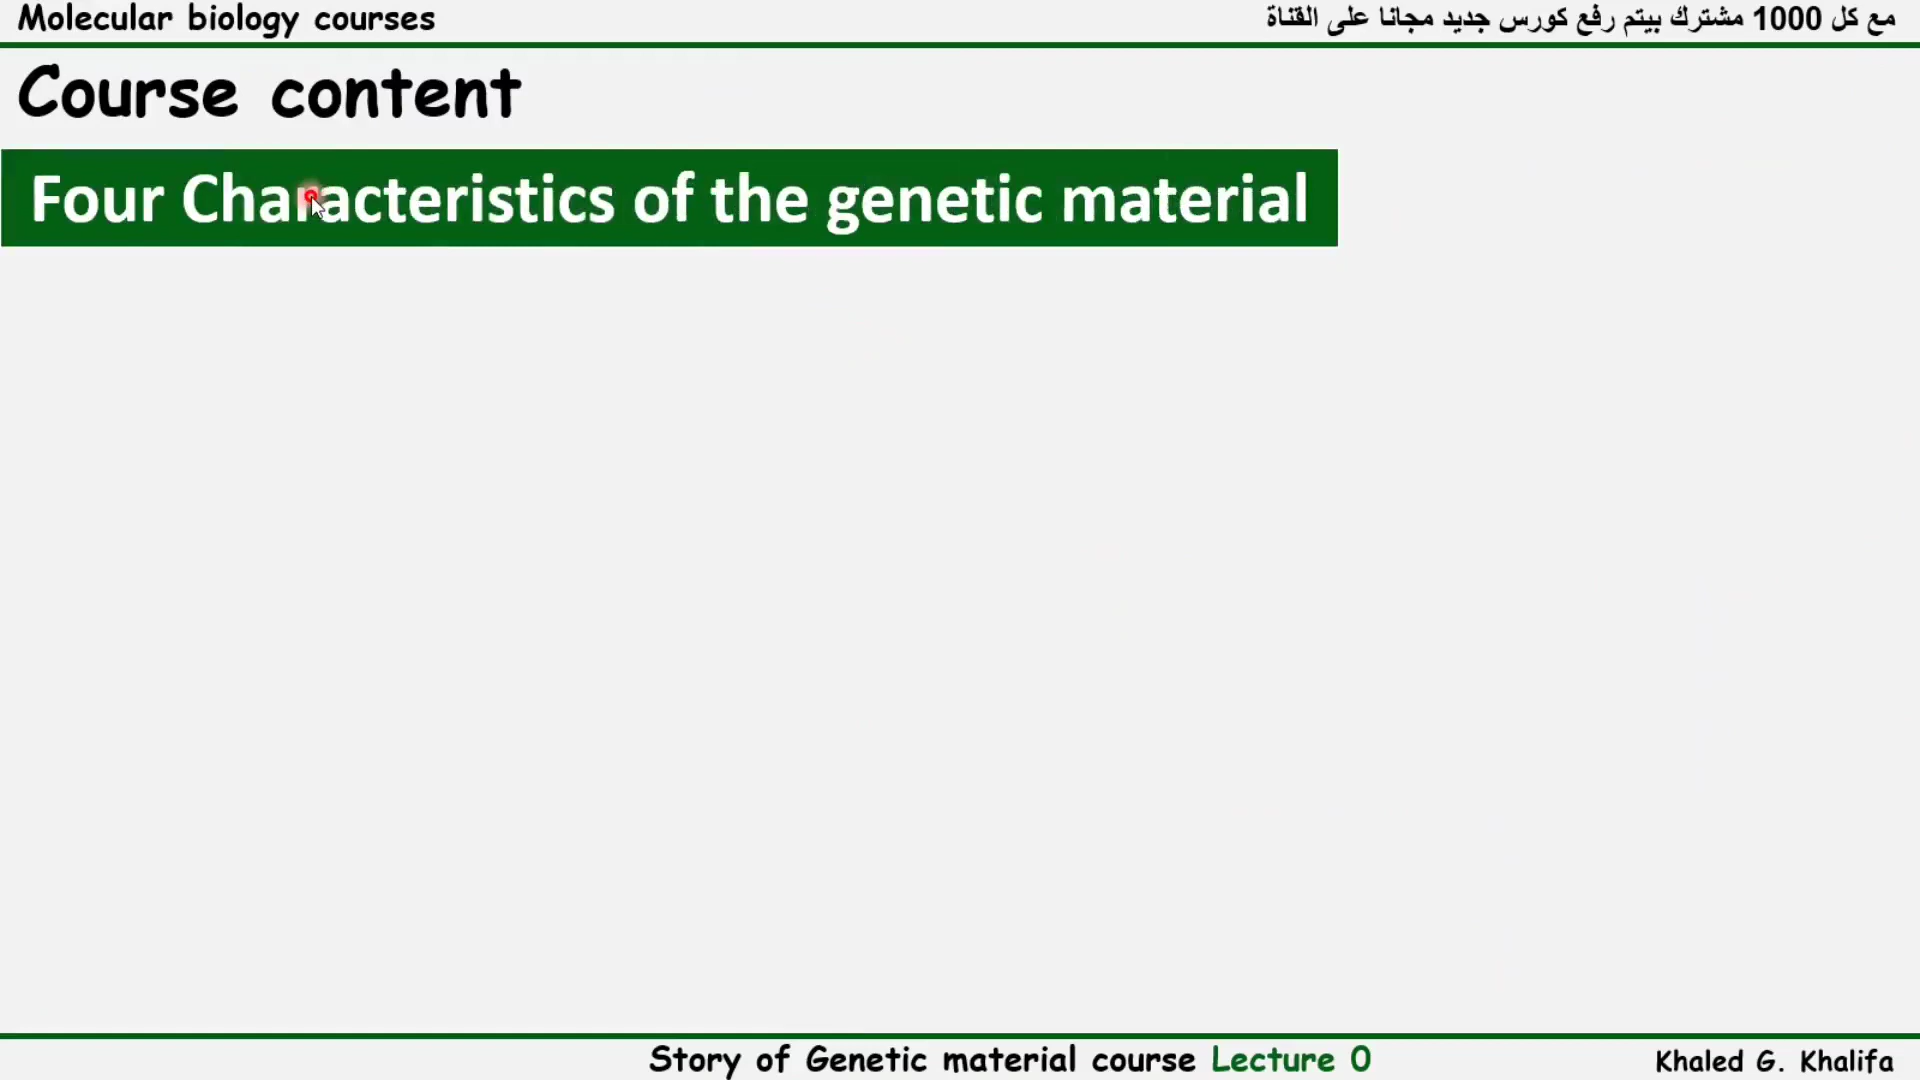 Molecular biology courses
مع كل 1000 مشترك بيتم رفع كورس جديد مجانا على القناة
Course content
Four Characteristics of the genetic material
Story of Genetic material course Lecture 0
Khaled G. Khalifa